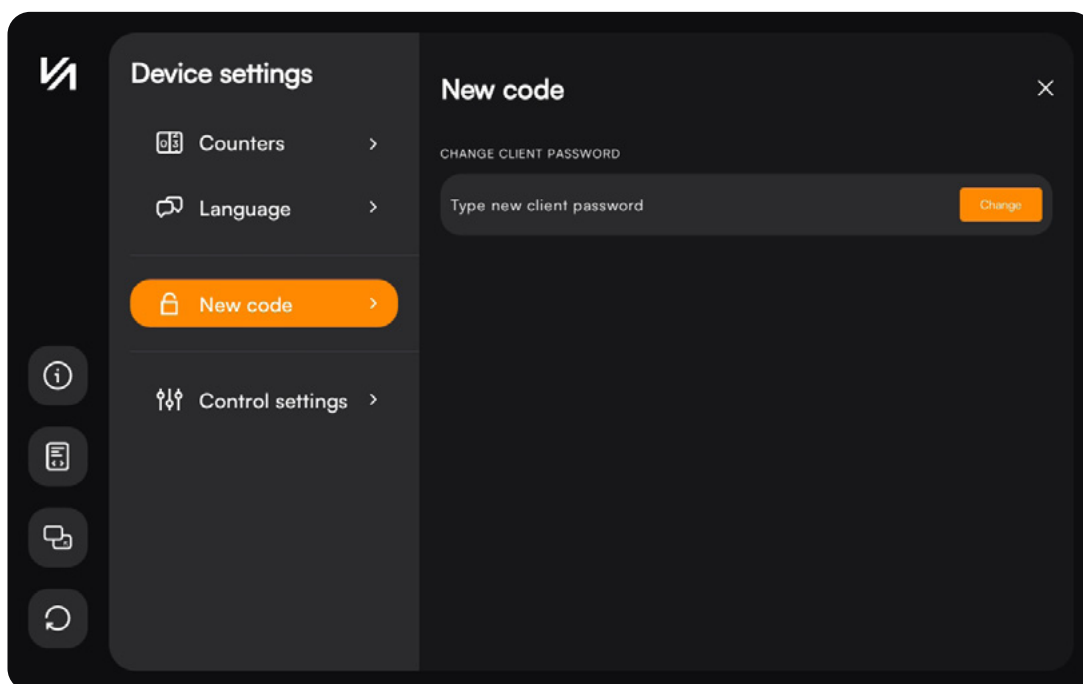 Device settings
Counters
Language
New code
Control settings
New code
CHANGE CLIENT PASSWORD
Type new client password
Change